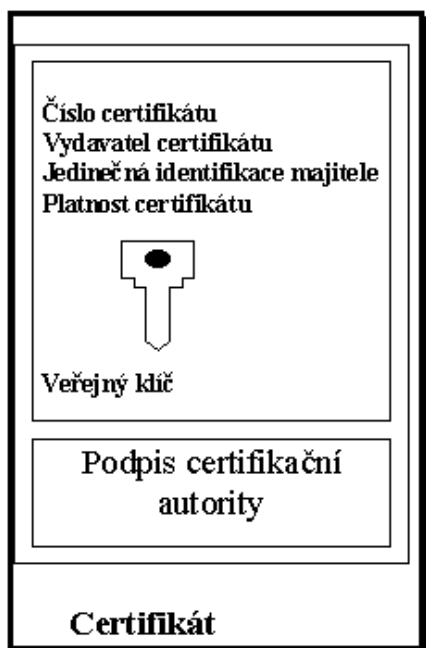 Číslo certifikátu
Vydavatel certifikátu
Jedinečná identifikace majitele
Platnost certifikátu
Veřejný klíč
Podpis certifikační
autority
Certifikát